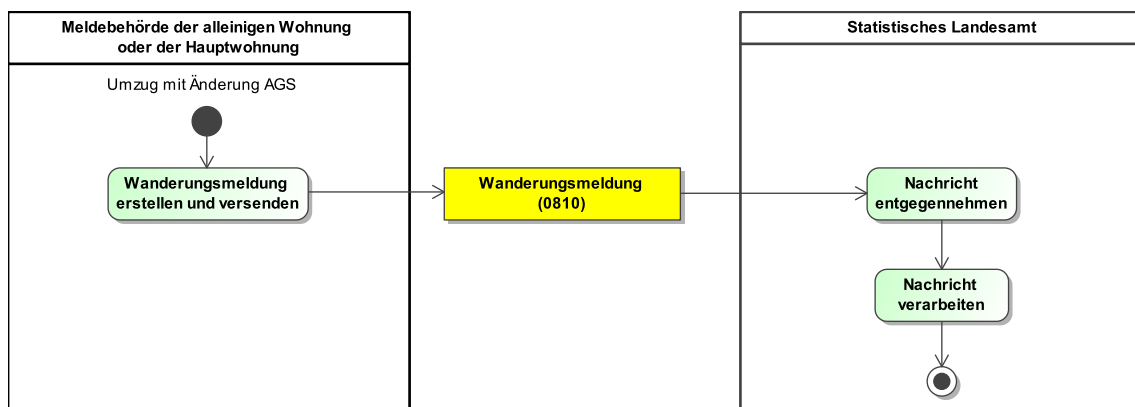 Meldebehörde der alleinigen Wohnung
oder der Hauptwohnung
Umzug mit Änderung AGS
Wanderungsmeldung
erstellen und versenden
Wanderungsmeldung
(0810)
Statistisches Landesamt
Nachricht
entgegennehmen
Nachricht
verarbeiten